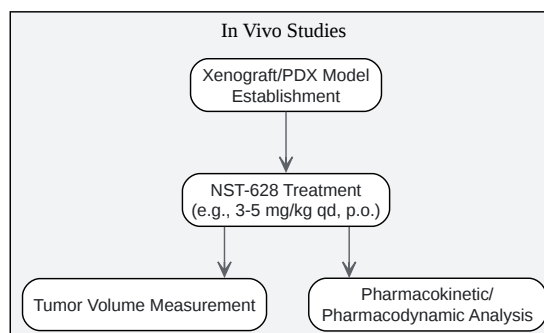 In Vivo Studies
Xenograft/PDX Model
Establishment
NST-628 Treatment
(e.g., 3-5 mg/kg qd, p.o.)
Tumor Volume Measurement
Pharmacokinetic/
Pharmacodynamic Analysis